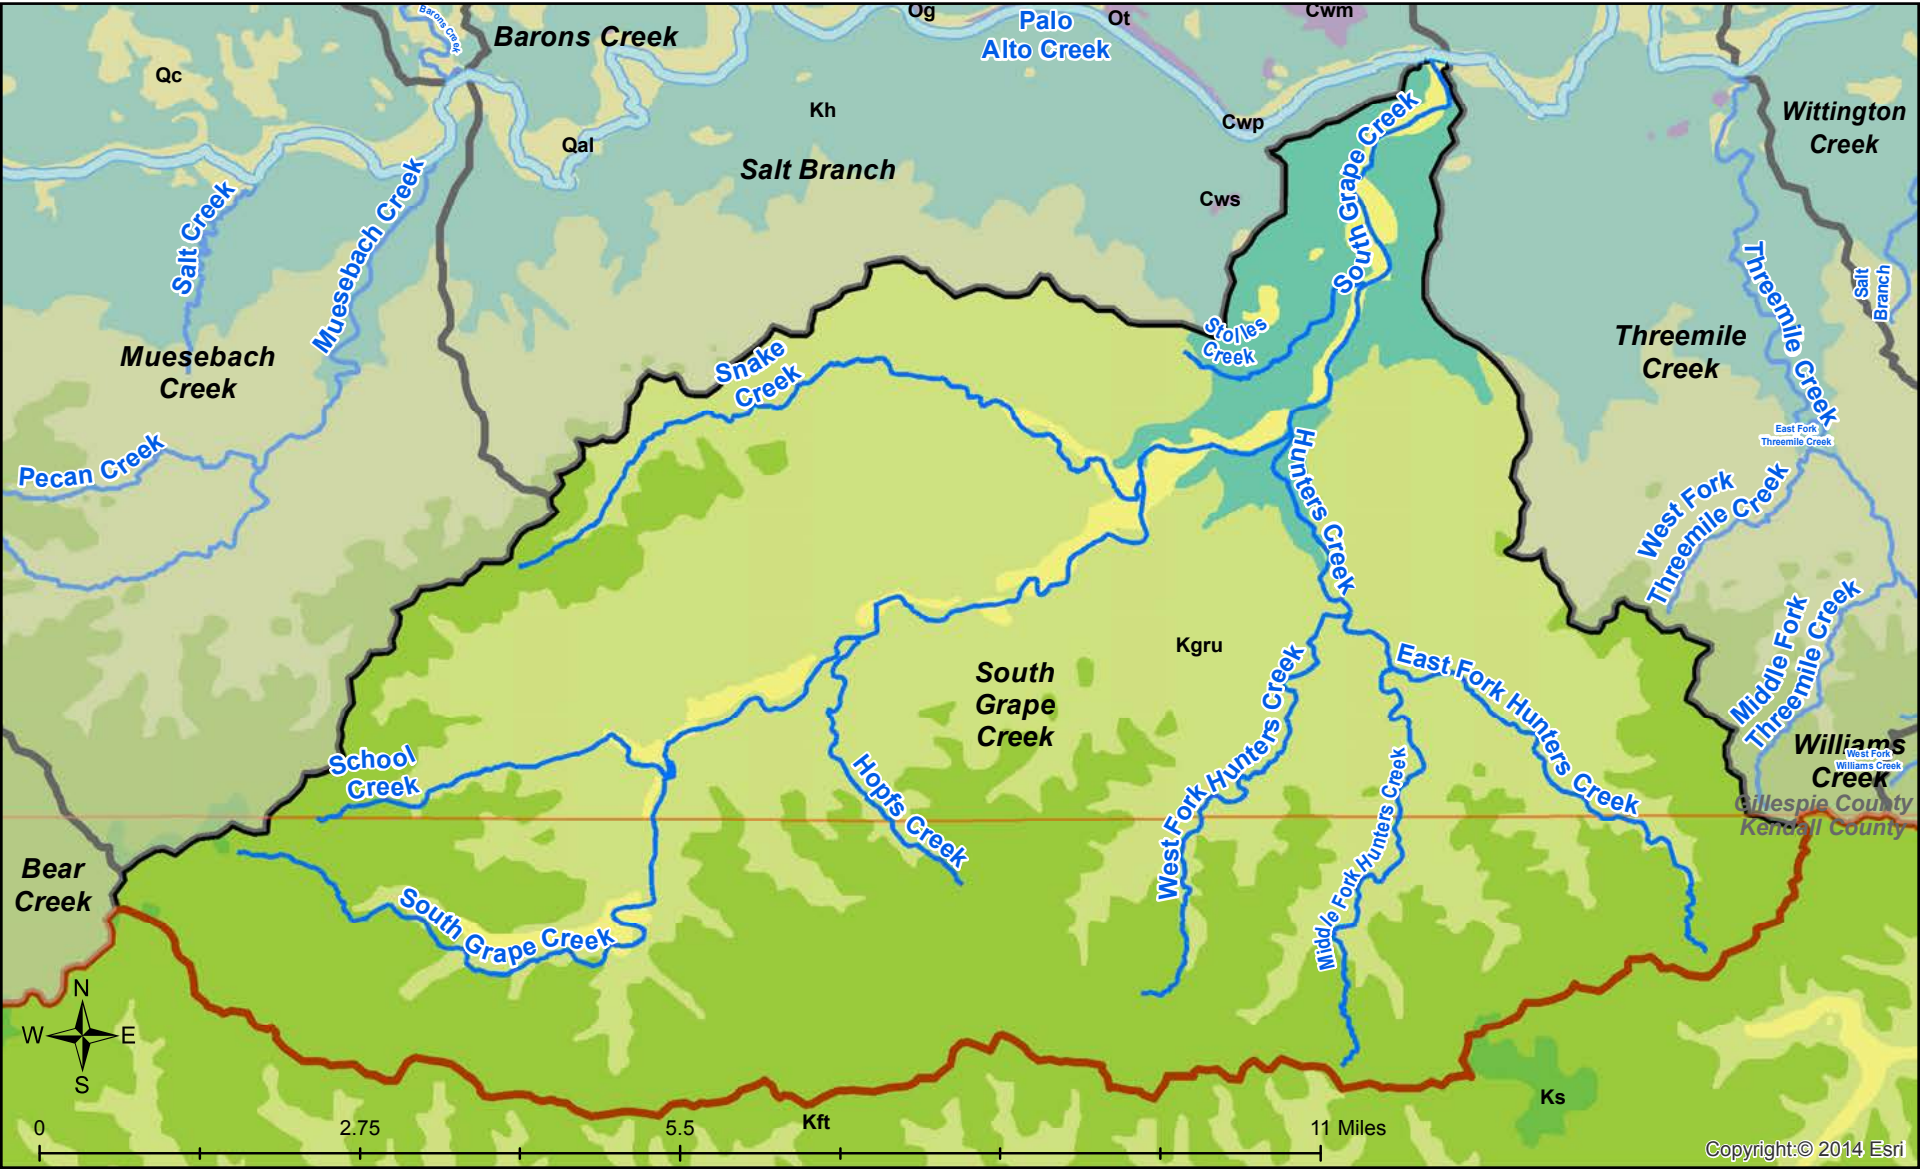 Og
Ot
Cwm
Barons Creek
Barons Creek
Palo
Alto Creek
Qc
Kh
Wittington
Creek
Cwp
Qal
Salt Branch
South Grape Creek
Cws
Salt Creek
Muesebach Creek
Threemile Creek
Salt
Branch
Stolles
Creek
Muesebach
Creek
Threemile
Creek
Snake
Creek
East Fork
Threemile Creek
Pecan Creek
Hunters Creek
West Fork
Threemile Creek
Middle Fork
Threemile Creek
Kgru
South
Grape
Creek
East Fork Hunters Creek
West Fork Hunters Creek
School
Creek
Hopfs Creek
Middle Fork Hunters Creek
Williams
Creek
West Fork
Williams Creek
Gillespie County
Kendall County
Bear
Creek
South Grape Creek
N
W
E
S
Ks
Kft
0
2.75
5.5
11 Miles
Copyright:© 2014 Esri